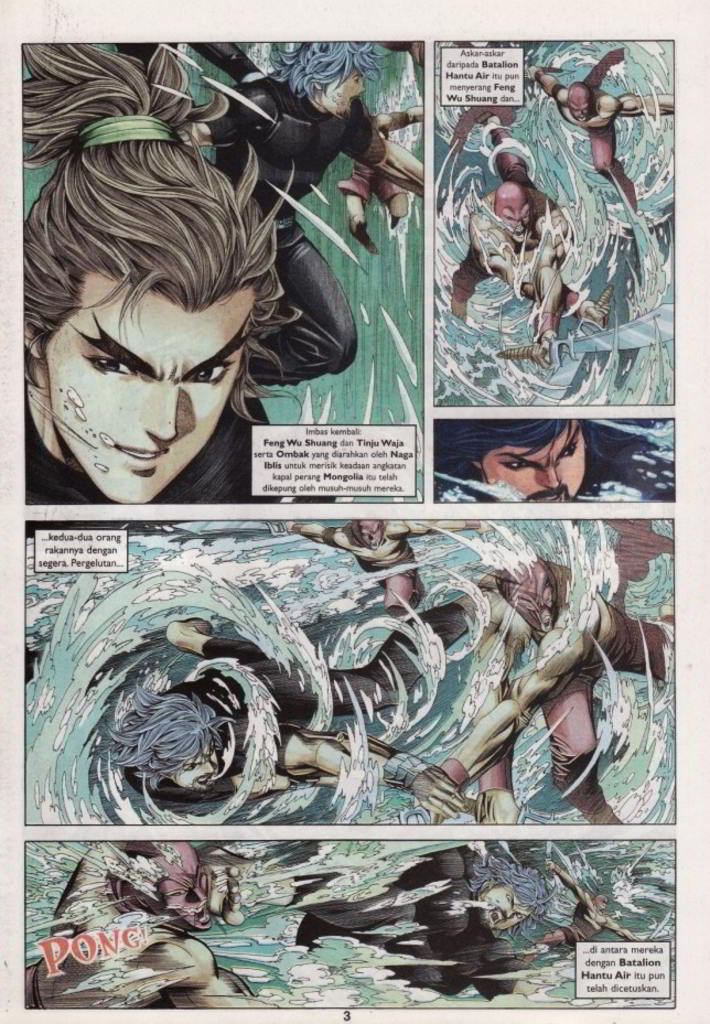 Imbas kembali:
Feng Wu Shuang dan Tinju Waja
serta Ombak yang diarahkan oleh Naga
Iblis untuk merisik keadaan angkatan
kapal perang Mongolia itu telah
dikepung oleh musuh-musuh mereka.
Askar-askar
daripada Batalion
Hantu Air itu pun
menyerang Feng
Wu Shuang dan...
...kedua-dua orang
rakannya dengan
segera. Pergelutan...
PONG!
...di antara mereka
dengan Batalion
Hantu Air itu pun
telah dicetuskan.
3